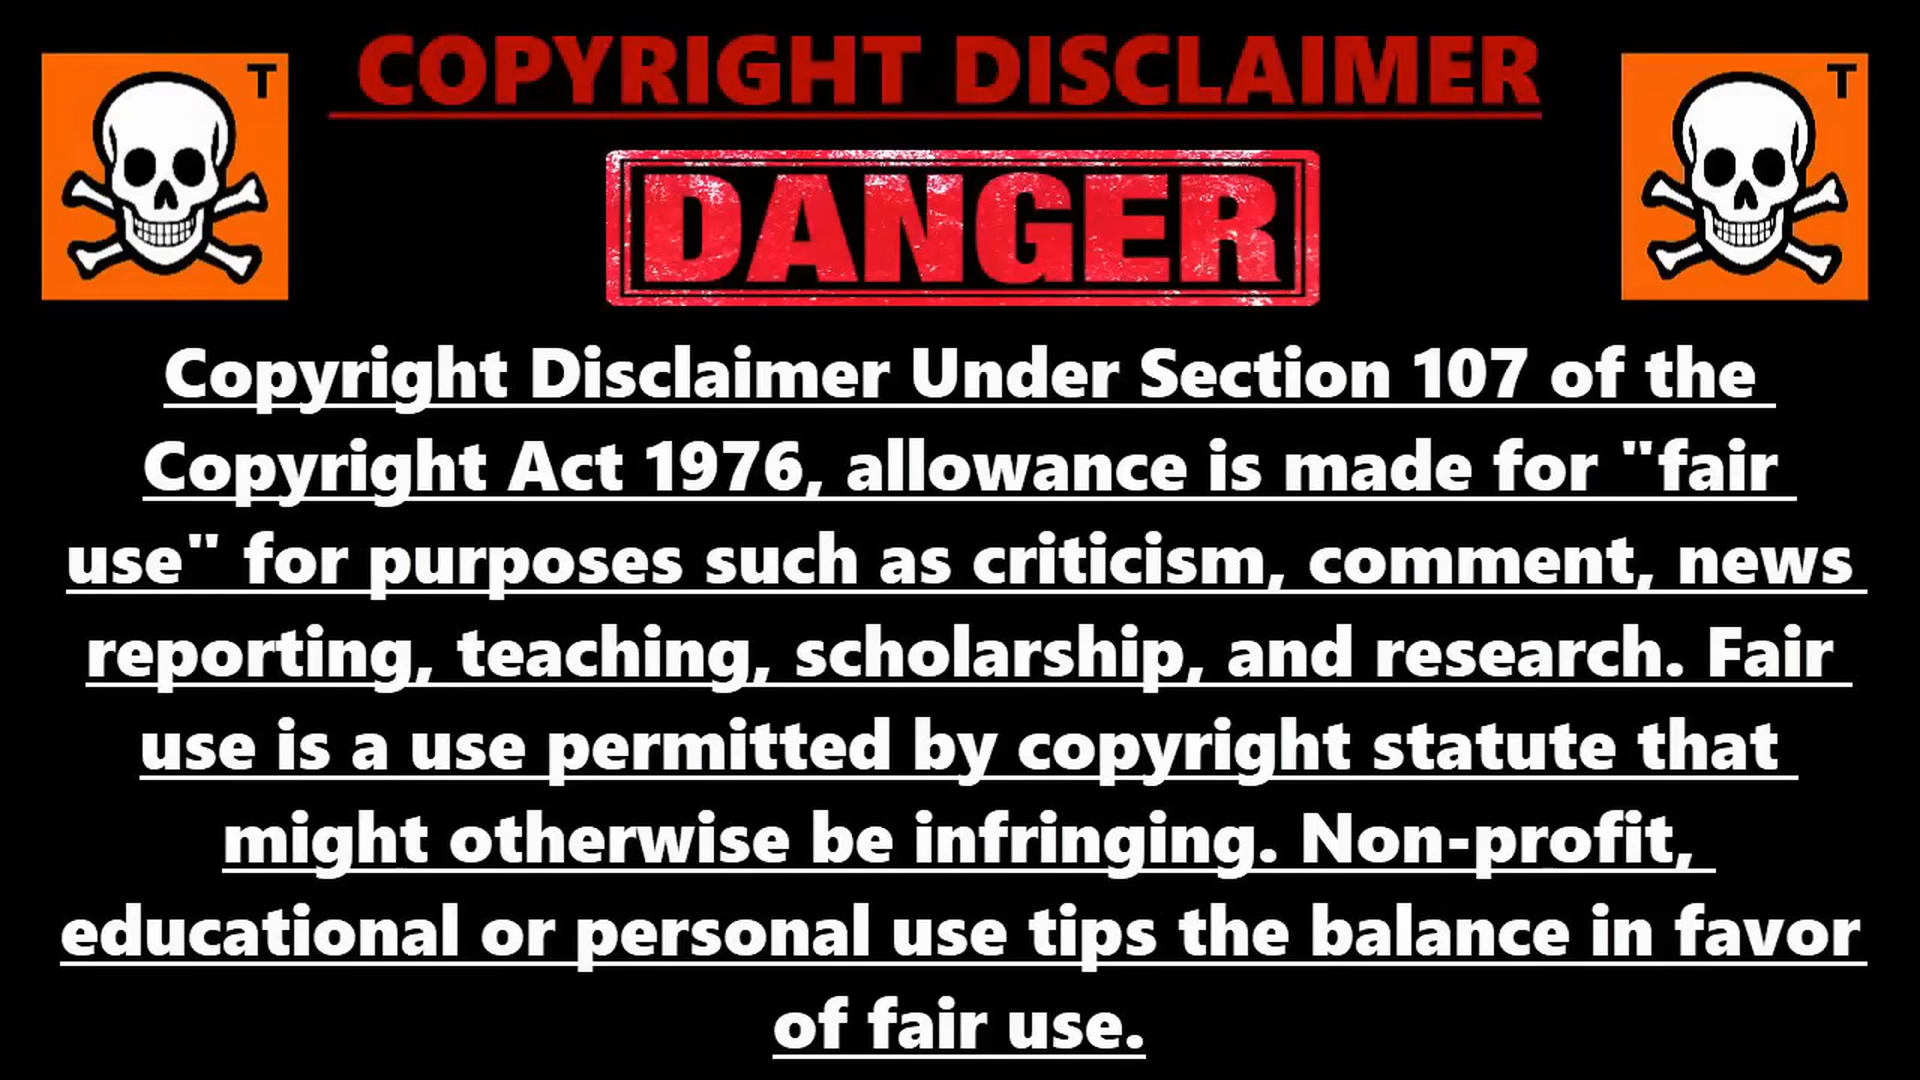 T
COPYRIGHT DISCLAIMER
T
DANGER
Copyright Disclaimer Under Section 107 of the
Copyright Act 1976, allowance is made for "fair
use" for purposes such as criticism, comment, news
reporting, teaching, scholarship, and research. Fair
use is a use permitted by copyright statute that
might otherwise be infringing. Non-profit,
educational or personal use tips the balance in favor
of fair use.